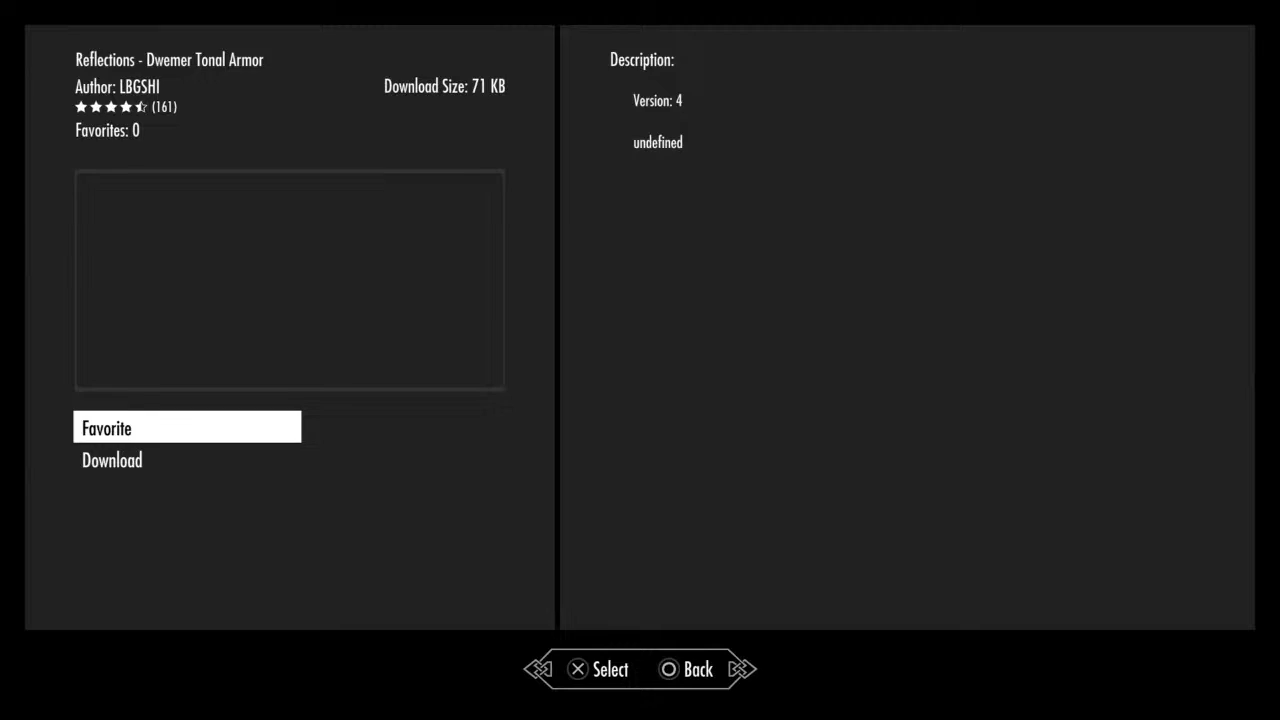 Reflections - Dwemer Tonal Armor
Author: LBGSHI
Download Size: 71 KB
(161)
Favorites: 0
Favorite
Download
Description:
Version: 4
undefined
Select
Back